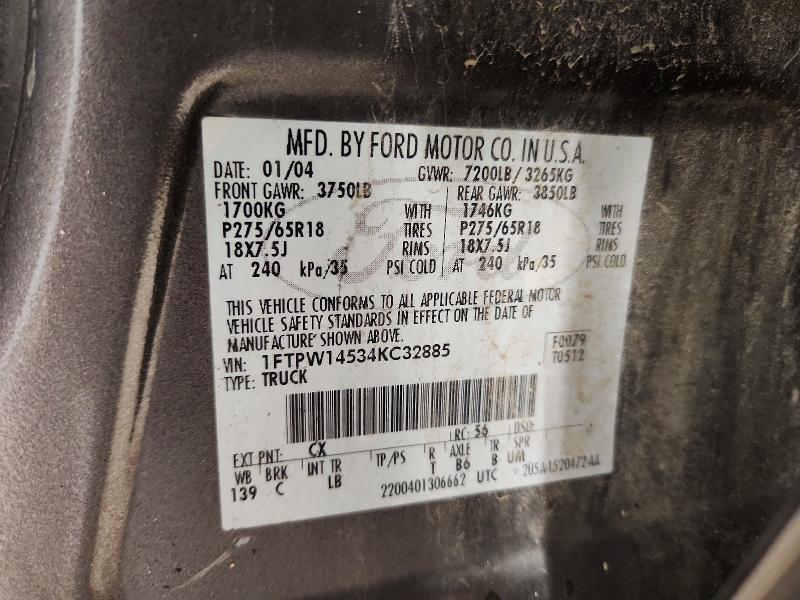 MFD. BY FORD MOTOR CO. IN U.S.A.
DATE: 01/04 GVWR: 7200LB/ 3265KG
FRONT GAWR: 3750LB REAR GAWR: 3850LB
1700KG WITH 1746KG WITH
P275/65R18 TIRES P275/65R18 TIRES
18X7.5J RIMS 18X7.5J RIMS
AT 240 kPa/35 PSI COLD AT 240 kPa/35 PSI COLD
THIS VEHICLE CONFORMS TO ALL APPLICABLE FEDERAL MOTOR
VEHICLE SAFETY STANDARDS IN EFFECT ON THE DATE OF
MANUFACTURE SHOWN ABOVE.
VIN: 1FTPW14534KC32885 F0079
TYPE: TRUCK T0512
EXT PNT: CX RC: 56 DSO:
WB BRK INT TR TP/PS R AXLE TR SPR
139 C LB T B6 B UM
2200401306662 UTC 2U5A-1520472-AA